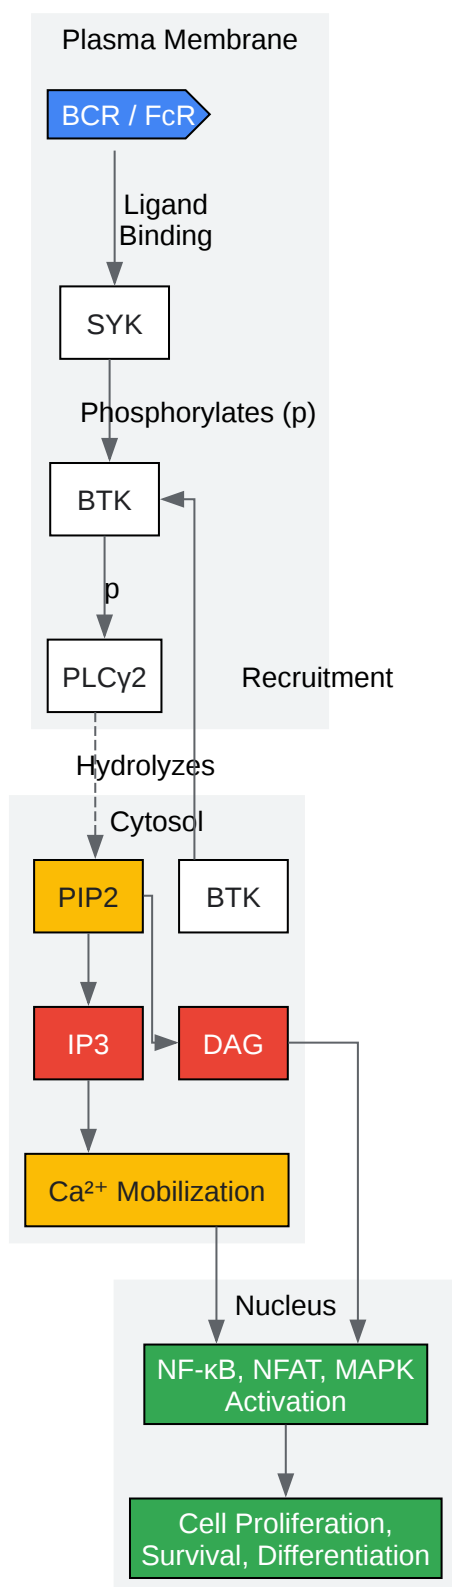 Plasma Membrane
BCR / FcR
Ligand
Binding
SYK
Phosphorylates (p)
BTK
p
PLCγ2
Recruitment
Hydrolyzes
Cytosol
PIP2
BTK
IP3
DAG
Ca²⁺ Mobilization
Nucleus
NF-κB, NFAT, MAPK
Activation
Cell Proliferation,
Survival, Differentiation